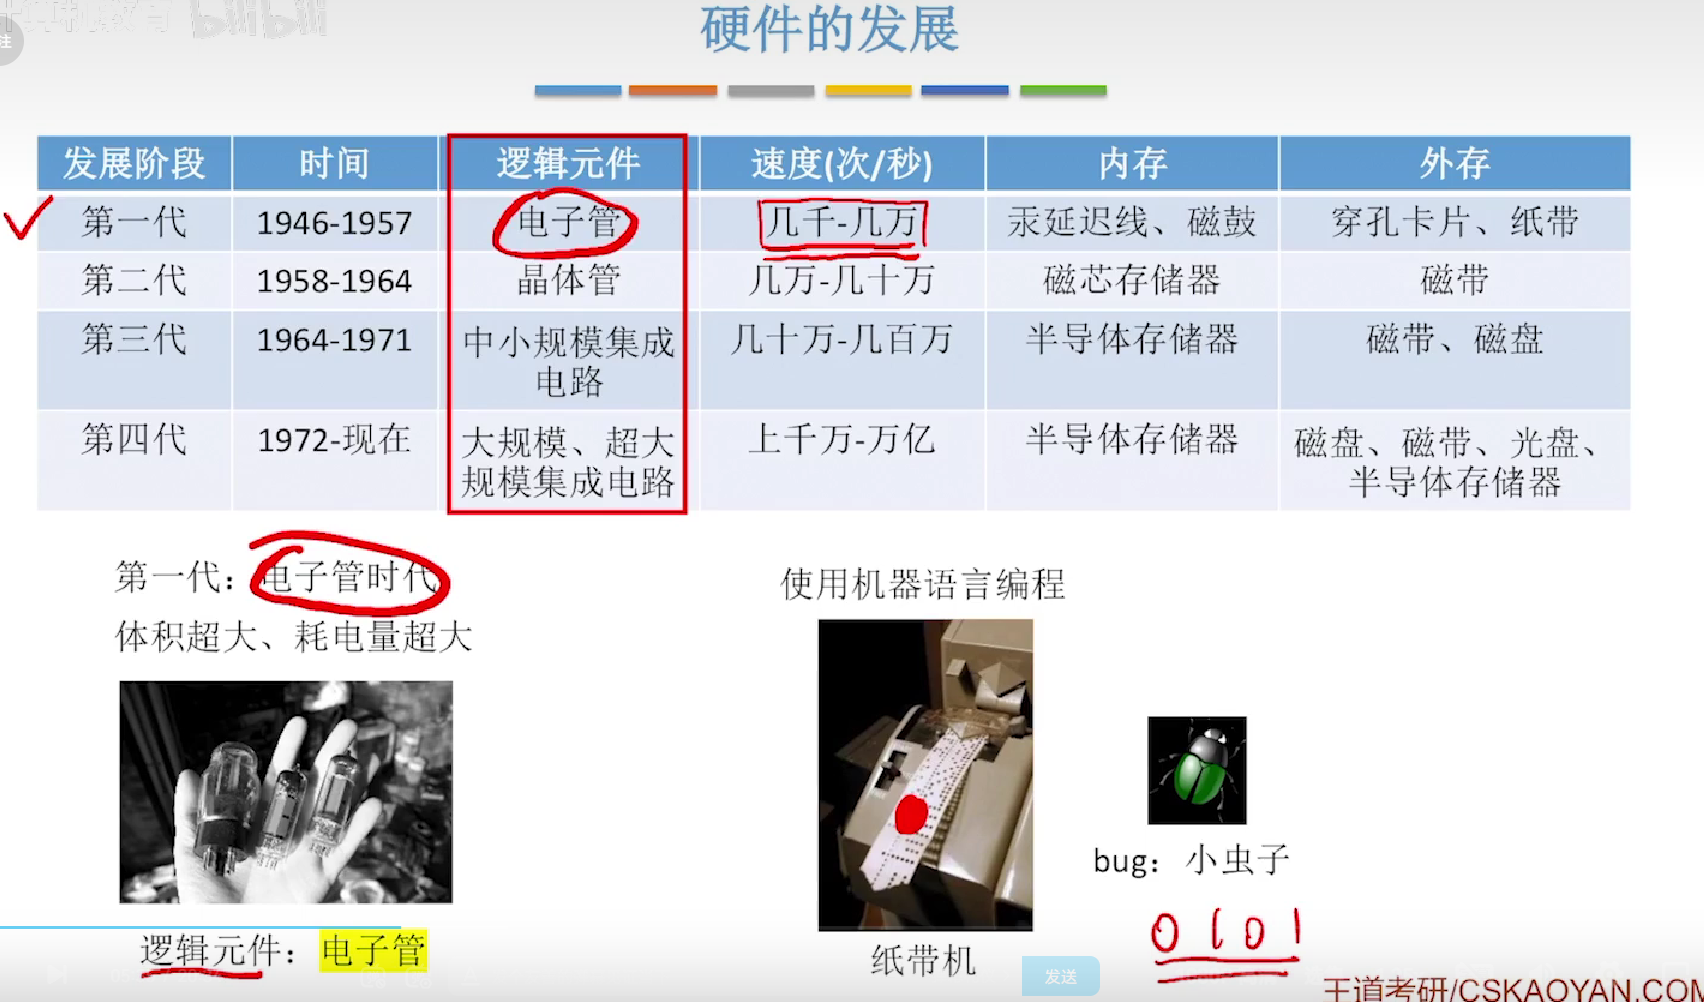 计算机教育 bilibili
注
硬件的发展
发展阶段 时间 逻辑元件 速度(次/秒) 内存 外存
第一代 1946-1957 电子管 几千-几万 汞延迟线、磁鼓 穿孔卡片、纸带
第二代 1958-1964 晶体管 几万-几十万 磁芯存储器 磁带
第三代 1964-1971 中小规模集成 几十万-几百万 半导体存储器 磁带、磁盘
电路
第四代 1972-现在 大规模、超大 上千万-万亿 半导体存储器 磁盘、磁带、光盘、
规模集成电路 半导体存储器
第一代：电子管时代
体积超大、耗电量超大
使用机器语言编程
bug：小虫子
0101
逻辑元件：电子管
纸带机
发送
王道考研/CSKAOYAN.COM